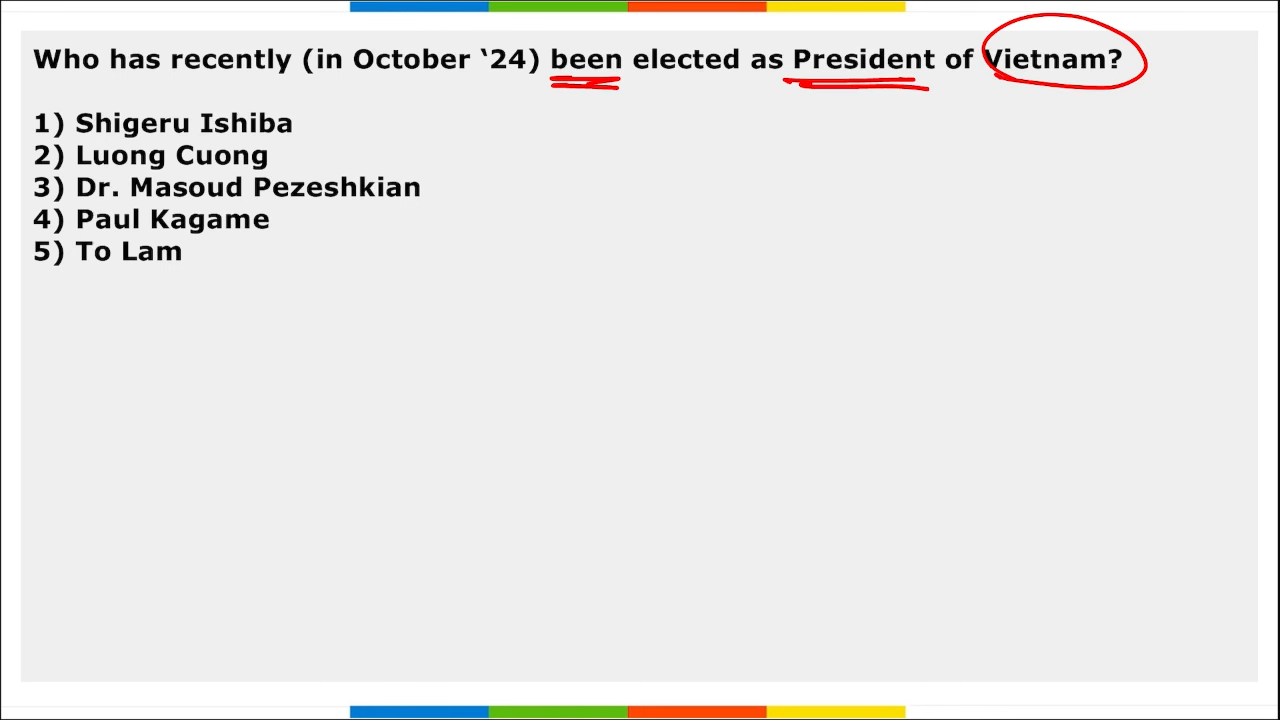 Who has recently (in October ‘24) been elected as President of Vietnam?
1) Shigeru Ishiba
2) Luong Cuong
3) Dr. Masoud Pezeshkian
4) Paul Kagame
5) To Lam